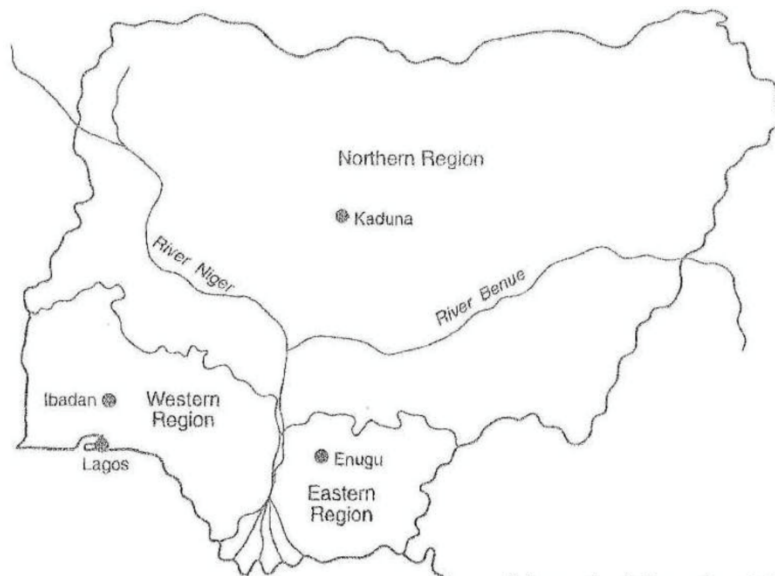 Northern Region
Kaduna
River Niger
River Benue
Ibadan
Western
Region
Lagos
Enugu
Eastern
Region